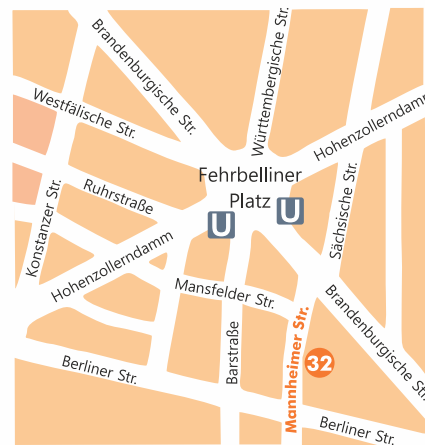 Brandenburgische Str.
Württembergische Str.
Westfälische Str.
Hohenzollerndamm
Fehrbelliner
Platz
Ruhrstraße
Konstanzer Str.
Sächsische Str.
U
U
Hohenzollerndamm
Mansfelder Str.
Brandenburgische Str.
Barstraße
Mannheimer Str.
32
Berliner Str.
Berliner Str.